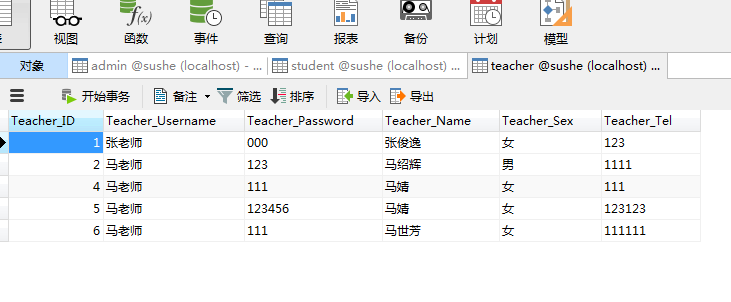 表 视图 函数 事件 查询 报表 备份 计划 模型
对象 admin @sushe (localhost) - ... student @sushe (localhost) ... teacher @sushe (localhost) ...
开始事务 备注 筛选 排序 导入 导出
Teacher_ID Teacher_Username Teacher_Password Teacher_Name Teacher_Sex Teacher_Tel
1 张老师 000 张俊逸 女 123
2 马老师 123 马绍辉 男 1111
4 马老师 111 马婧 女 111
5 马老师 123456 马婧 女 123123
6 马老师 111 马世芳 女 111111